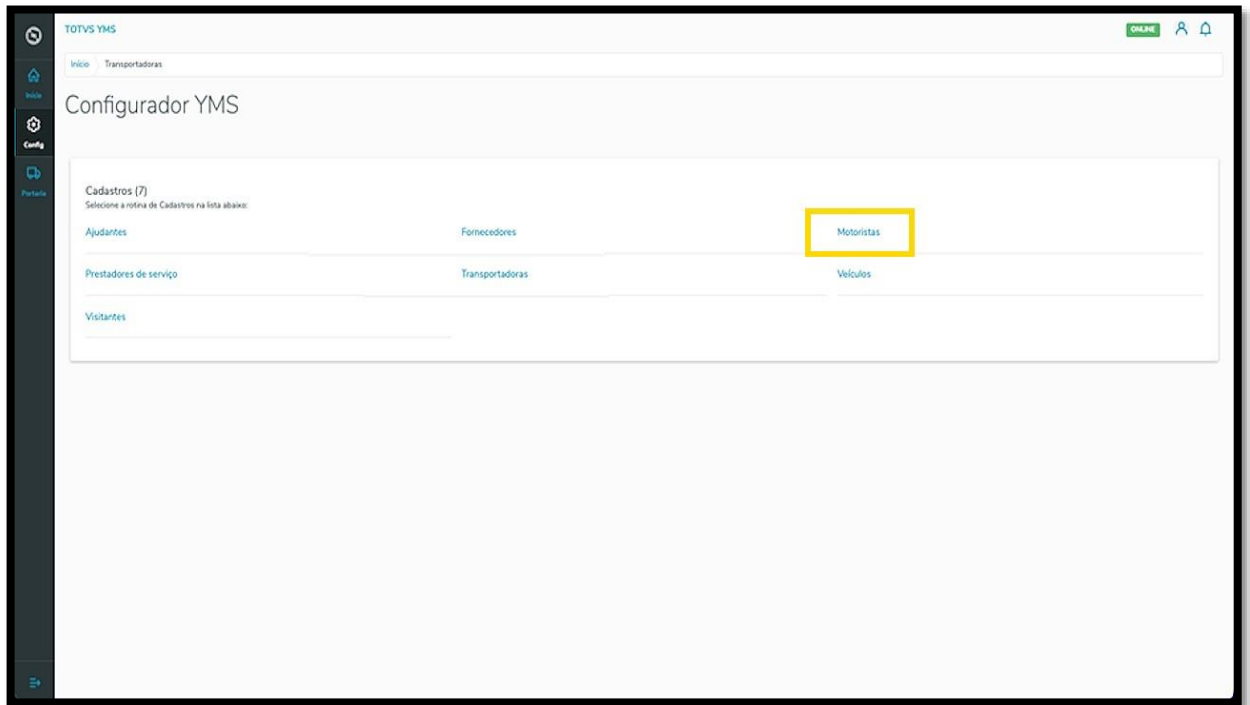 TOTVS YMS
ONLINE
Início
Transportadoras
Início
Configurador YMS
Config
Portaria
Cadastros (7)
Selecione a rotina de Cadastros na lista abaixo:
Ajudantes
Fornecedores
Motoristas
Prestadores de serviço
Transportadoras
Veículos
Visitantes